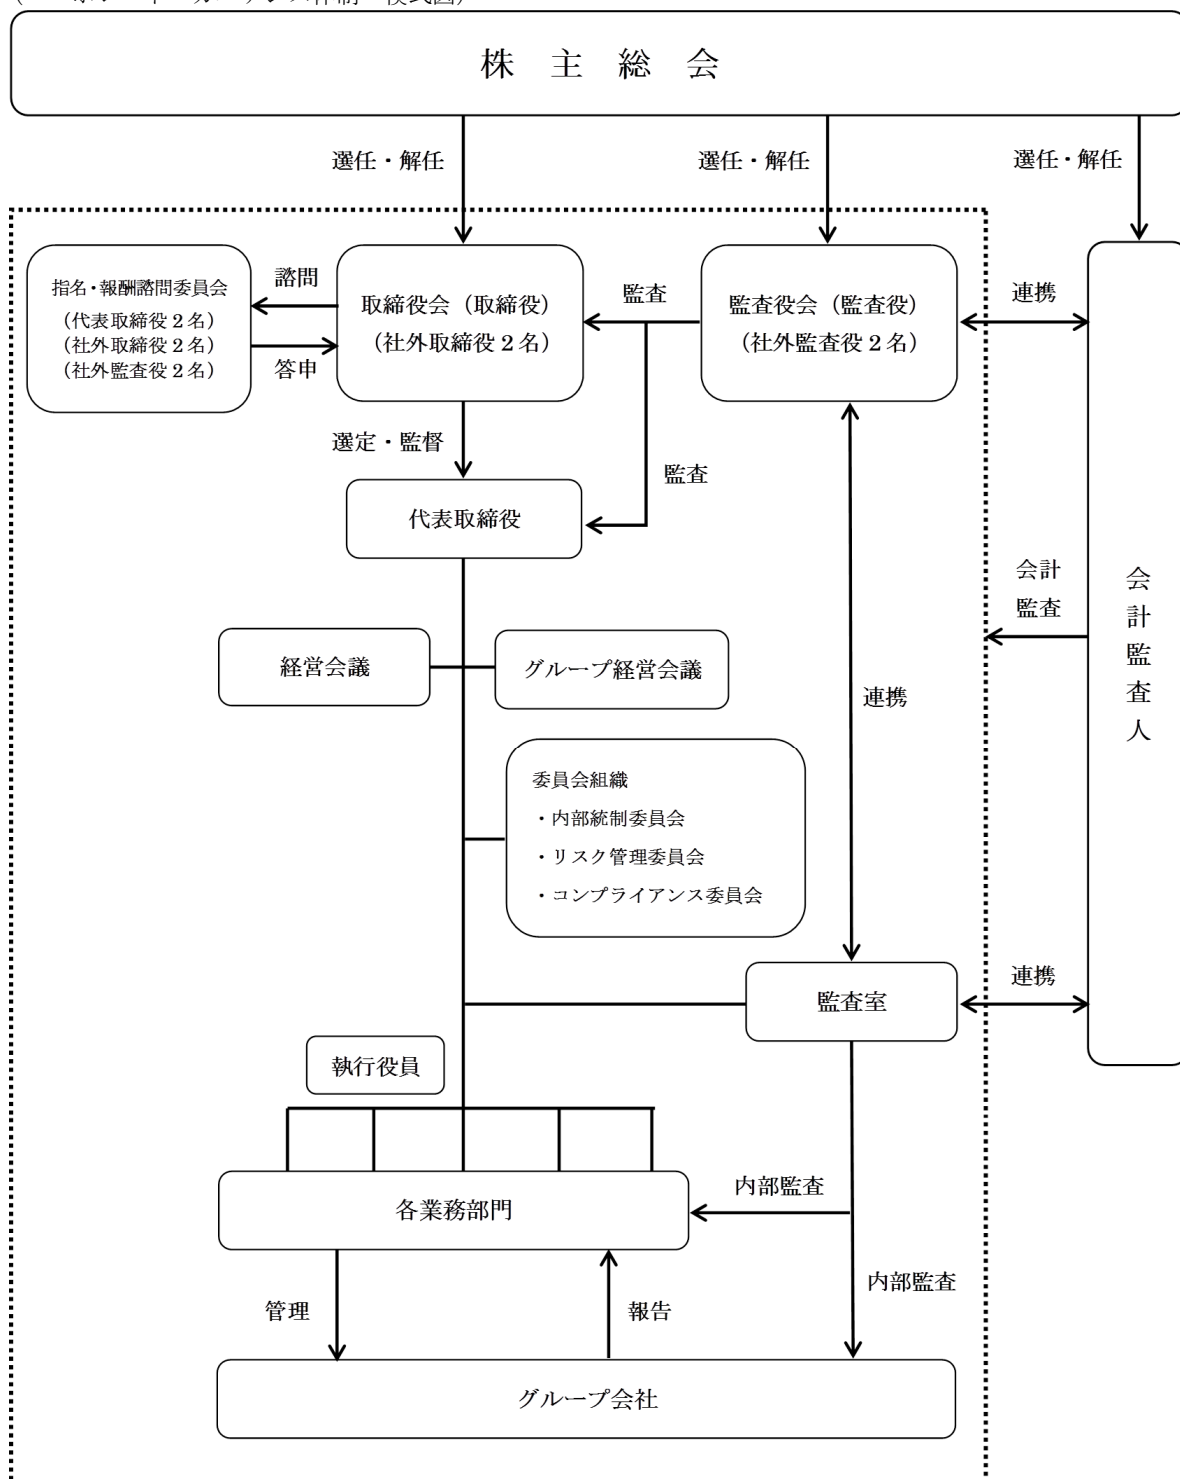 株 主 総 会
選任・解任
選任・解任
選任・解任
指名・報酬諮問委員会
（代表取締役２名）
（社外取締役２名）
（社外監査役２名）
諮問
答申
取締役会（取締役）
（社外取締役２名）
監査
監査役会（監査役）
（社外監査役２名）
連携
選定・監督
監査
代表取締役
会計
監査
会計監査人
経営会議
グループ経営会議
連携
委員会組織
・内部統制委員会
・リスク管理委員会
・コンプライアンス委員会
監査室
連携
執行役員
各業務部門
内部監査
内部監査
管理
報告
グループ会社